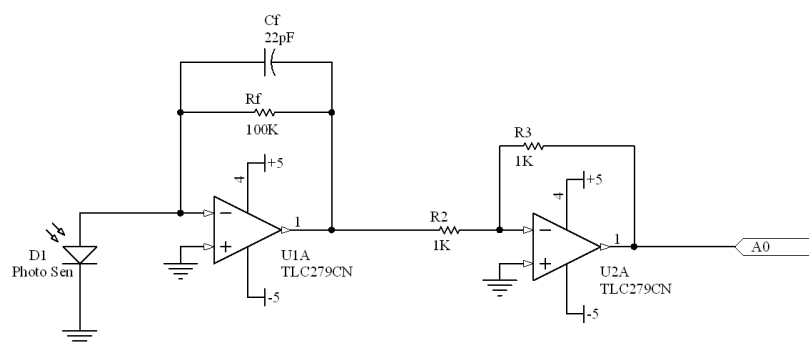 Cf
22pF
Rf
100K
+5
4
−
+
1
U1A
TLC279CN
-5
D1
Photo Sen
R2
1K
R3
1K
+5
4
−
+
1
U2A
TLC279CN
-5
A0